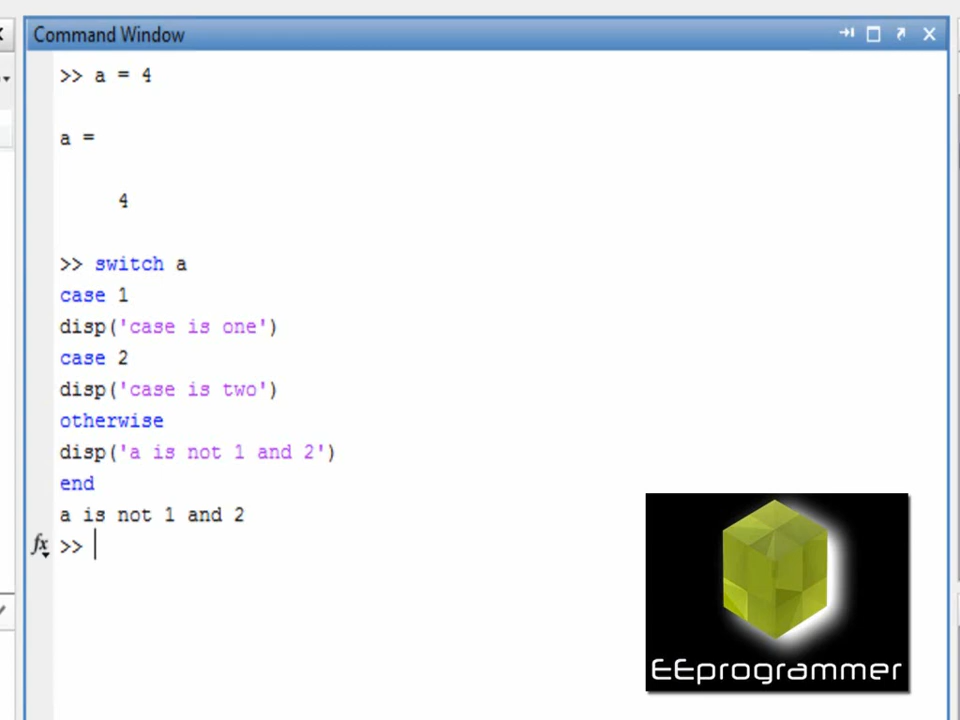 Command Window
>> a = 4
a =
4
>> switch a
case 1
disp('case is one')
case 2
disp('case is two')
otherwise
disp('a is not 1 and 2')
end
a is not 1 and 2
fx >>
EEprogrammer